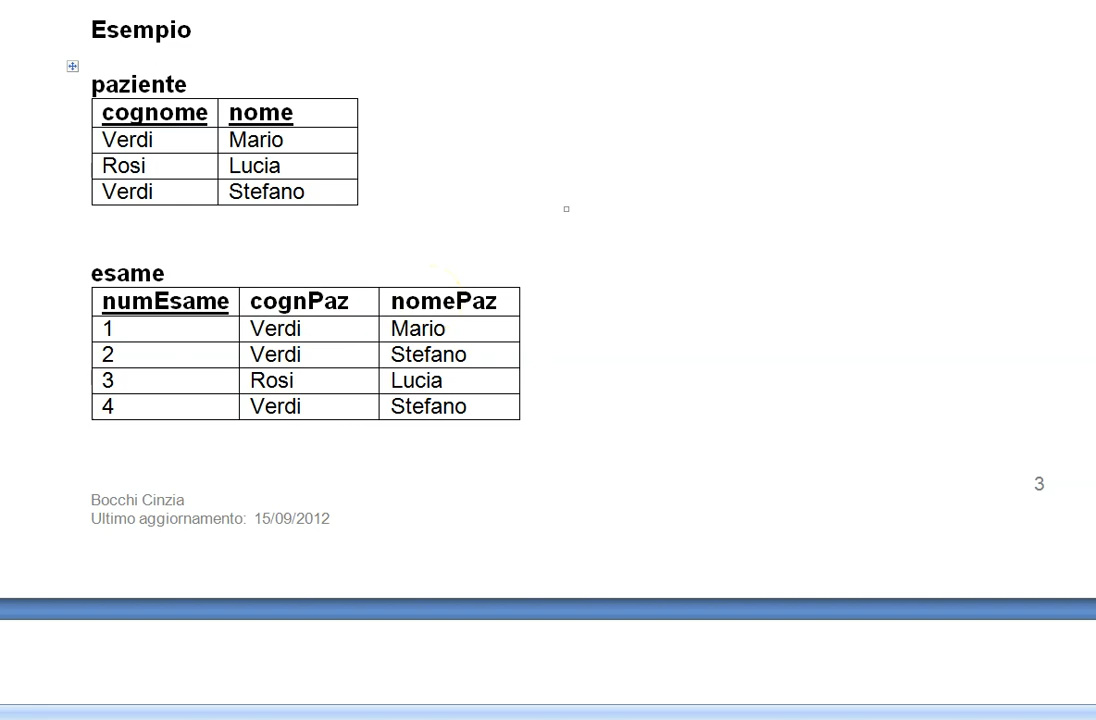 Esempio
paziente
cognome nome
Verdi Mario
Rosi Lucia
Verdi Stefano
esame
numEsame cognPaz nomePaz
1 Verdi Mario
2 Verdi Stefano
3 Rosi Lucia
4 Verdi Stefano
3
Bocchi Cinzia
Ultimo aggiornamento: 15/09/2012